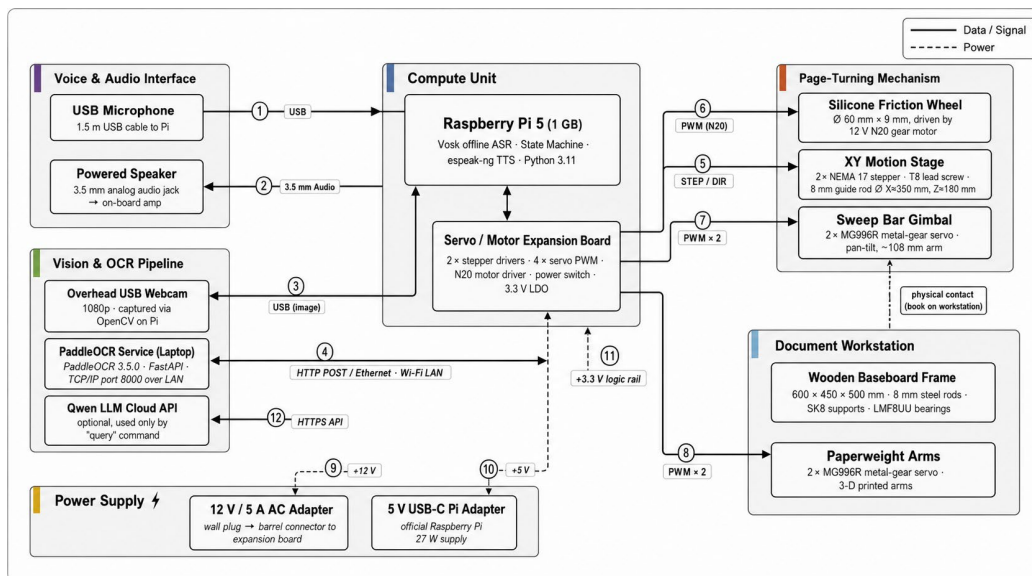 Data / Signal
Power
Voice & Audio Interface
USB Microphone
1.5 m USB cable to Pi
Powered Speaker
3.5 mm analog audio jack
→ on-board amp
1
USB
2
3.5 mm Audio
Compute Unit
Raspberry Pi 5 (1 GB)
Vosk offline ASR · State Machine ·
espeak-ng TTS · Python 3.11
Servo / Motor Expansion Board
2× stepper drivers · 4× servo PWM ·
N20 motor driver · power switch ·
3.3 V LDO
6
PWM (N20)
5
STEP / DIR
7
PWM × 2
Page-Turning Mechanism
Silicone Friction Wheel
Ø 60 mm × 9 mm, driven by
12 V N20 gear motor
XY Motion Stage
2× NEMA 17 stepper · T8 lead screw ·
8 mm guide rod Ø X≈350 mm, Z≈180 mm
Sweep Bar Gimbal
2× MG996R metal-gear servo ·
pan-tilt, ~108 mm arm
Vision & OCR Pipeline
Overhead USB Webcam
1080p · captured via
OpenCV on Pi
PaddleOCR Service (Laptop)
PaddleOCR 3.5.0 · FastAPI ·
TCP/IP port 8000 over LAN
Qwen LLM Cloud API
optional, used only by
"query" command
3
USB (image)
4
HTTP POST / Ethernet · Wi-Fi LAN
12
HTTPS API
11
+3.3 V logic rail
physical contact
(book on workstation)
Document Workstation
Wooden Baseboard Frame
600 × 450 × 500 mm · 8 mm steel rods ·
SK8 supports · LMF8UU bearings
Paperweight Arms
2× MG996R metal-gear servo ·
3-D printed arms
8
PWM × 2
9
+12 V
10
+5 V
Power Supply
12 V / 5 A AC Adapter
wall plug → barrel connector to
expansion board
5 V USB-C Pi Adapter
official Raspberry Pi
27 W supply